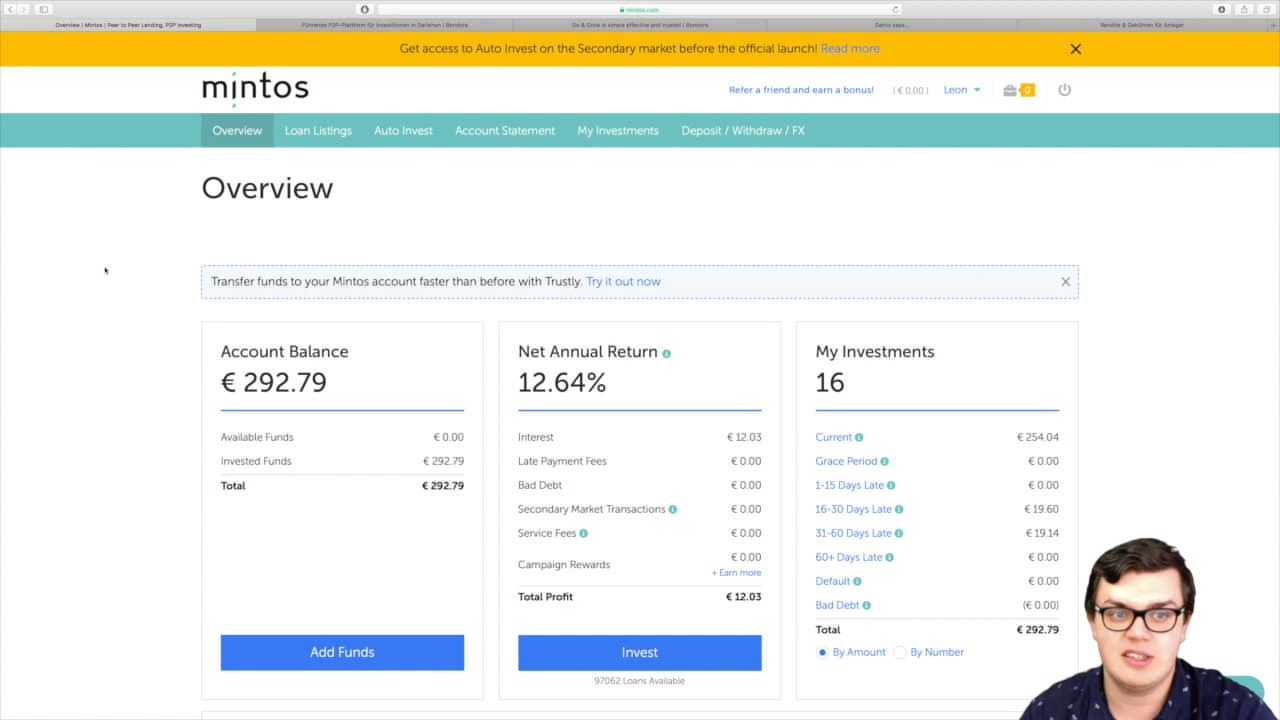 mintos.com
Overview | Mintos | Peer to Peer Lending, P2P Investing
Führende P2P-Plattform für Investitionen in Darlehen | Bondora
Go & Grow is simple effective and trusted | Bondora
Dainis says...
Rendite & Gebühren für Anleger
Get access to Auto Invest on the Secondary market before the official launch! Read more
mintos
Refer a friend and earn a bonus!
( € 0.00 )
Leon
0
Overview
Loan Listings
Auto Invest
Account Statement
My Investments
Deposit / Withdraw / FX
Overview
Transfer funds to your Mintos account faster than before with Trustly. Try it out now
Account Balance
€ 292.79
Available Funds € 0.00
Invested Funds € 292.79
Total € 292.79
Add Funds
Net Annual Return
12.64%
Interest € 12.03
Late Payment Fees € 0.00
Bad Debt € 0.00
Secondary Market Transactions € 0.00
Service Fees € 0.00
Campaign Rewards € 0.00
+ Earn more
Total Profit € 12.03
Invest
97062 Loans Available
My Investments
16
Current € 254.04
Grace Period € 0.00
1-15 Days Late € 0.00
16-30 Days Late € 19.60
31-60 Days Late € 19.14
60+ Days Late € 0.00
Default € 0.00
Bad Debt (€ 0.00)
Total € 292.79
By Amount By Number